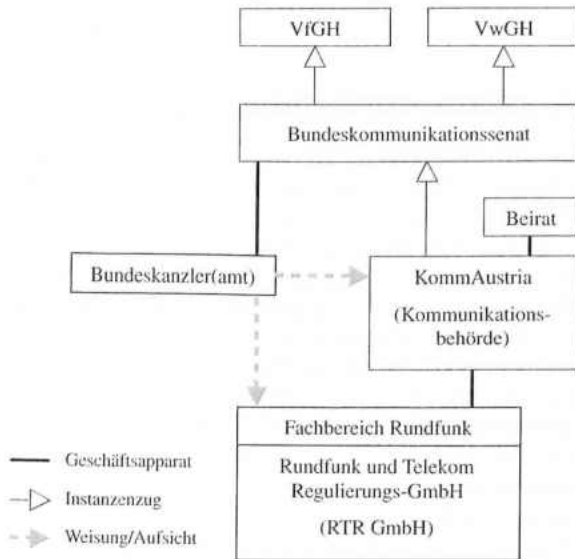 VfGH
VwGH
Bundeskommunikationssenat
Beirat
Bundeskanzler(amt)
KommAustria
(Kommunikations-
behörde)
Fachbereich Rundfunk
Rundfunk und Telekom
Regulierungs-GmbH
(RTR GmbH)
Geschäftsapparat
Instanzenzug
Weisung/Aufsicht